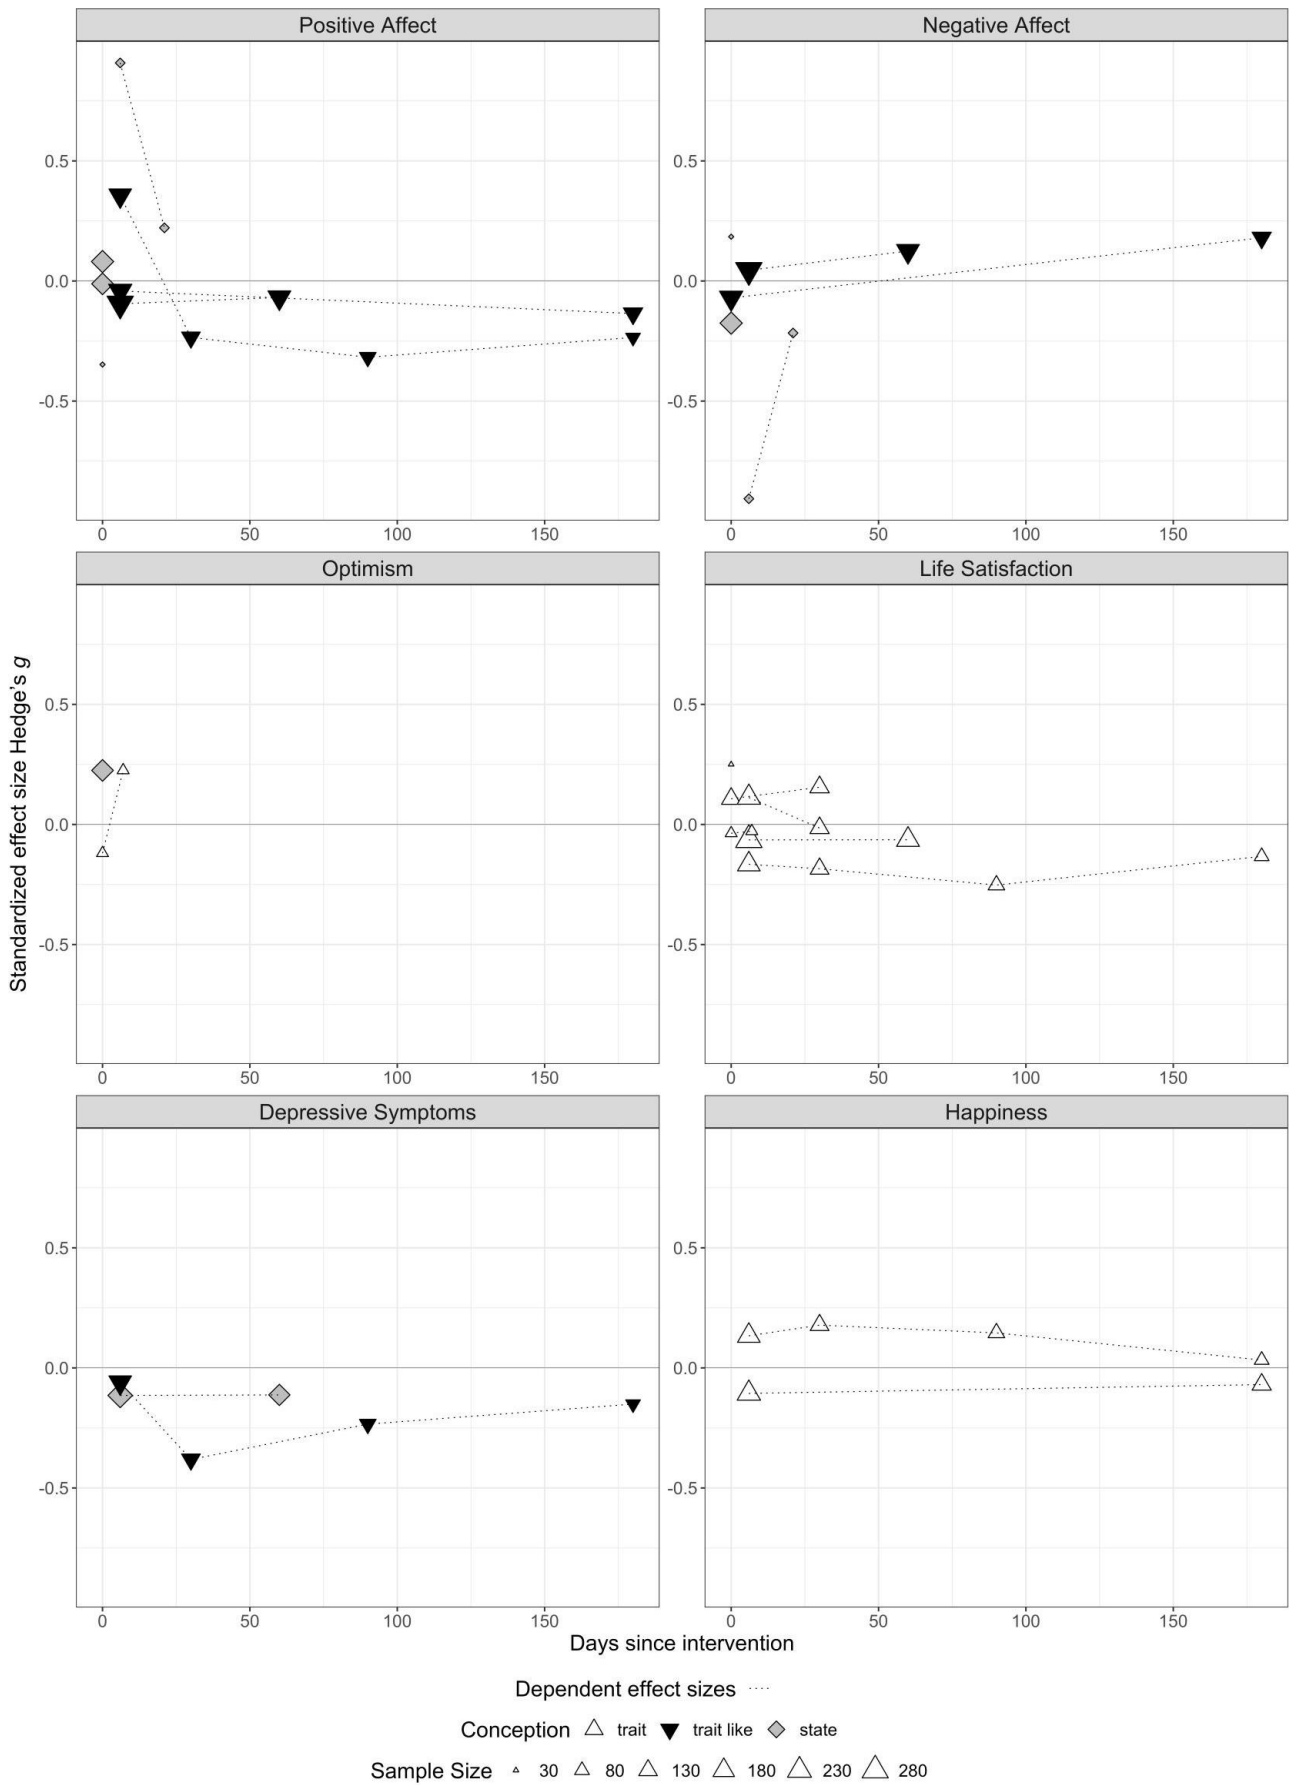 Positive Affect
Negative Affect
0.5
0.0
-0.5
0.5
0.0
-0.5
0 50 100 150
0 50 100 150
Optimism
Life Satisfaction
0.5
0.0
-0.5
0.5
0.0
-0.5
0 50 100 150
0 50 100 150
Standardized effect size Hedge's g
Depressive Symptoms
Happiness
0.5
0.0
-0.5
0.5
0.0
-0.5
0 50 100 150
0 50 100 150
Days since intervention
Dependent effect sizes
Conception trait trait like state
Sample Size 30 80 130 180 230 280